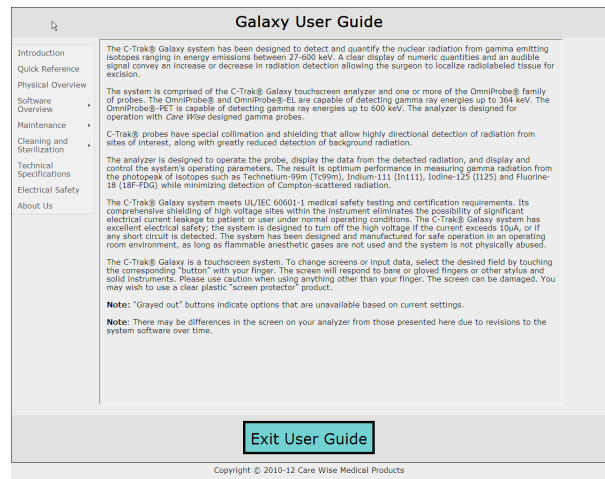 Galaxy User Guide
Introduction
Quick Reference
Physical Overview
Software
Overview
Maintenance
Cleaning and
Sterilization
Technical
Specifications
Electrical Safety
About Us
The C-Trak® Galaxy system has been designed to detect and quantify the nuclear radiation from gamma emitting
isotopes ranging in energy emissions between 27-600 keV. A clear display of numeric quantities and an audible
signal convey an increase or decrease in radiation detection allowing the surgeon to localize radiolabeled tissue for
excision.
The system is comprised of the C-Trak® Galaxy touchscreen analyzer and one or more of the OmniProbe® family
of probes. The OmniProbe® and OmniProbe®-EL are capable of detecting gamma ray energies up to 364 keV. The
OmniProbe®-PET is capable of detecting gamma ray energies up to 600 keV. The analyzer is designed for
operation with Care Wise designed gamma probes.
C-Trak® probes have special collimation and shielding that allow highly directional detection of radiation from
sites of interest, along with greatly reduced detection of background radiation.
The analyzer is designed to operate the probe, display the data from the detected radiation, and display and
control the system's operating parameters. The result is optimum performance in measuring gamma radiation from
the photopeak of isotopes such as Technetium-99m (Tc99m), Indium-111 (In111), Iodine-125 (I125) and Fluorine-
18 (18F-FDG) while minimizing detection of Compton-scattered radiation.
The C-Trak® Galaxy system meets UL/IEC 60601-1 medical safety testing and certification requirements. Its
comprehensive shielding of high voltage sites within the instrument eliminates the possibility of significant
electrical current leakage to patient or user under normal operating conditions. The C-Trak® Galaxy system has
excellent electrical safety; the system is designed to turn off the high voltage if the current exceeds 10µA, or if
any short circuit is detected. The system has been designed and manufactured for safe operation in an operating
room environment, as long as flammable anesthetic gases are not used and the system is not physically abused.
The C-Trak® Galaxy is a touchscreen system. To change screens or input data, select the desired field by touching
the corresponding "button" with your finger. The screen will respond to bare or gloved fingers or other stylus and
solid instruments. Please use caution when using anything other than your finger. The screen can be damaged. You
may wish to use a clear plastic "screen protector" product.
Note: "Grayed out" buttons indicate options that are unavailable based on current settings.
Note: There may be differences in the screen on your analyzer from those presented here due to revisions to the
system software over time.
Exit User Guide
Copyright © 2010-12 Care Wise Medical Products